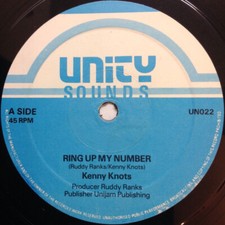 UNITY
SOUNDS
A SIDE
45 RPM
UN022
RING UP MY NUMBER
(Ruddy Ranks/Kenny Knots)
Kenny Knots
Producer Ruddy Ranks
Publisher Unijam Publishing